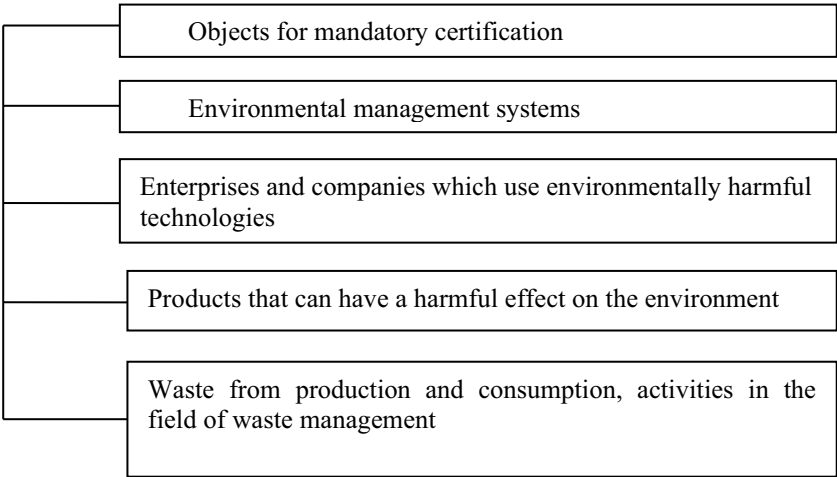 Objects for mandatory certification
Environmental management systems
Enterprises and companies which use environmentally harmful
technologies
Products that can have a harmful effect on the environment
Waste from production and consumption, activities in the
field of waste management